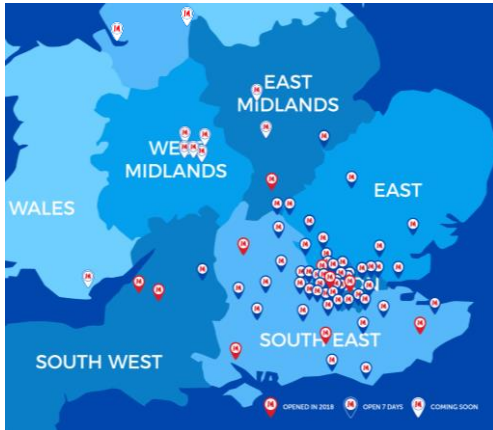 EAST
MIDLANDS
WEST
MIDLANDS
EAST
WALES
SOUTH EAST
SOUTH WEST
OPENED IN 2018
OPEN 7 DAYS
COMING SOON